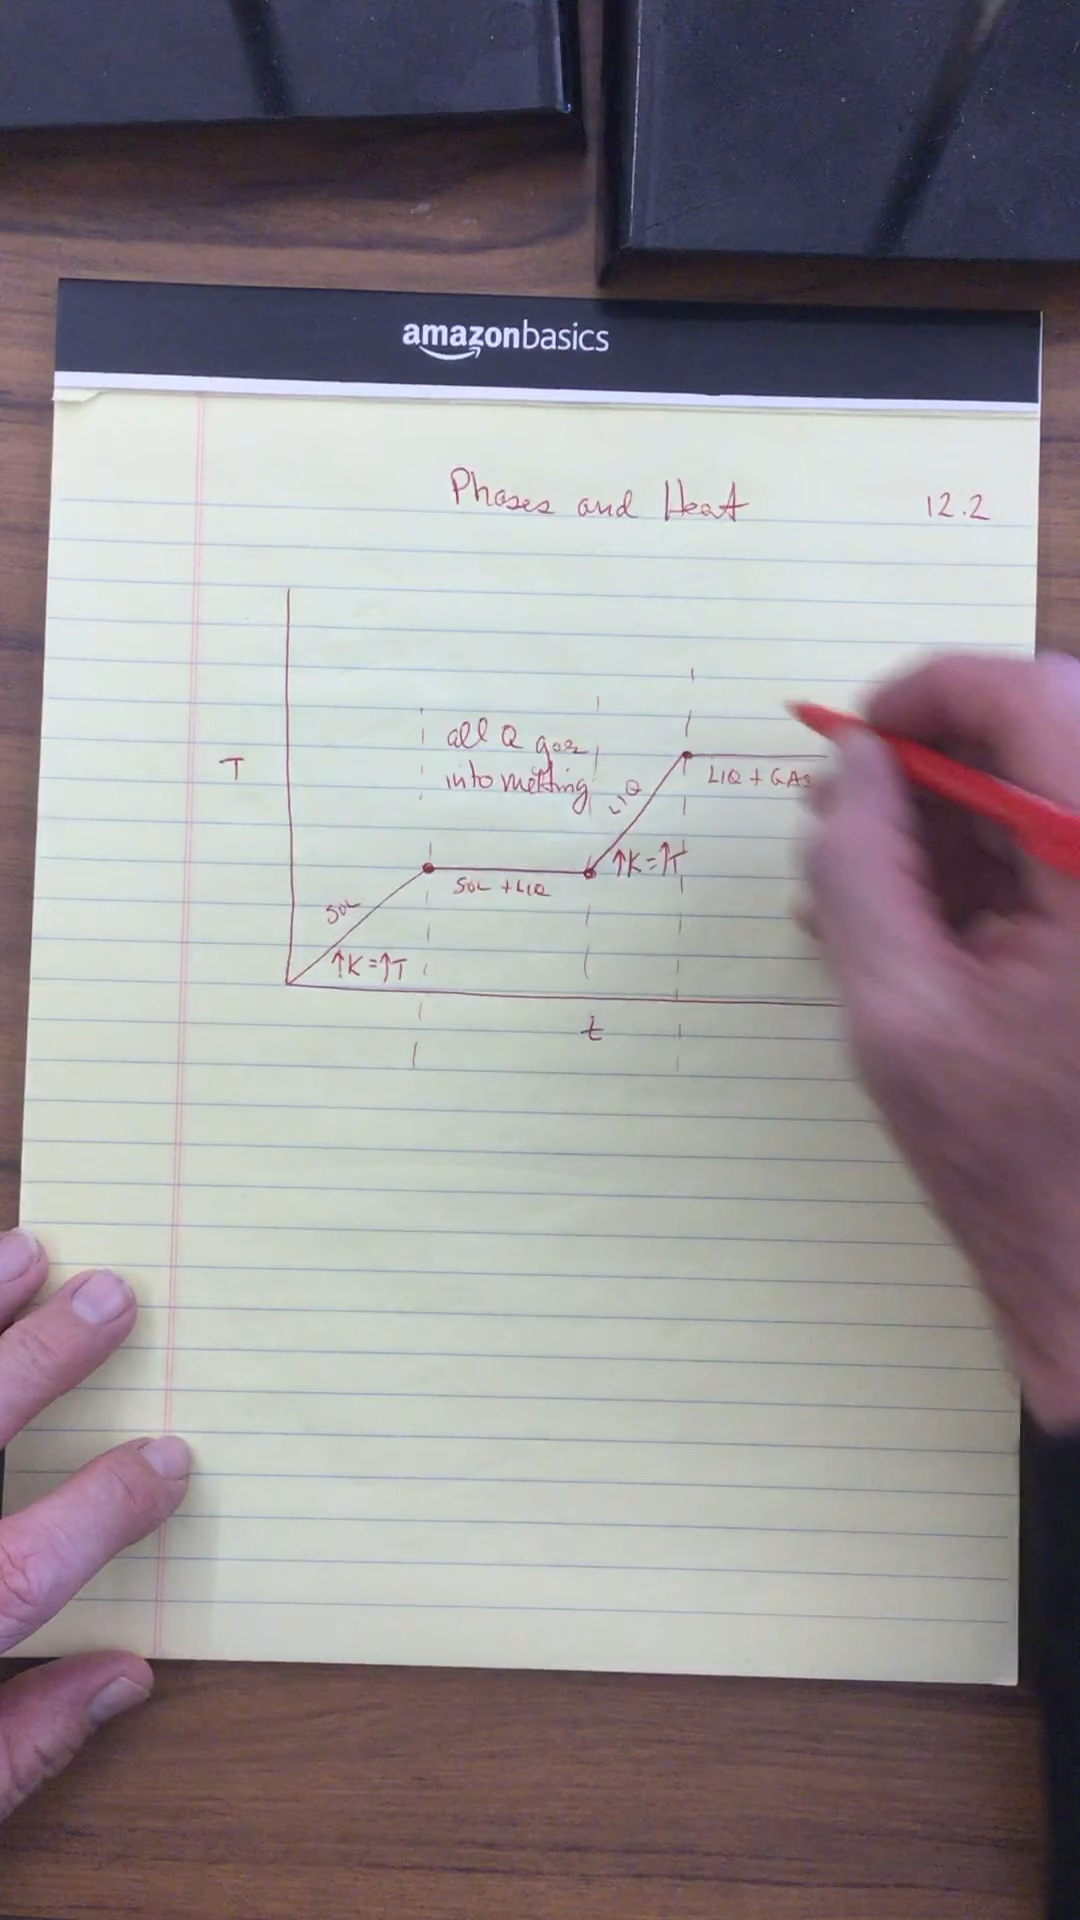 amazonbasics
Phases and Heat
12.2
all Q goes
into melting
T
LIQ
LIQ + GAS
↑K=↑T
SOL + LIQ
SOL
↑K=↑T
t